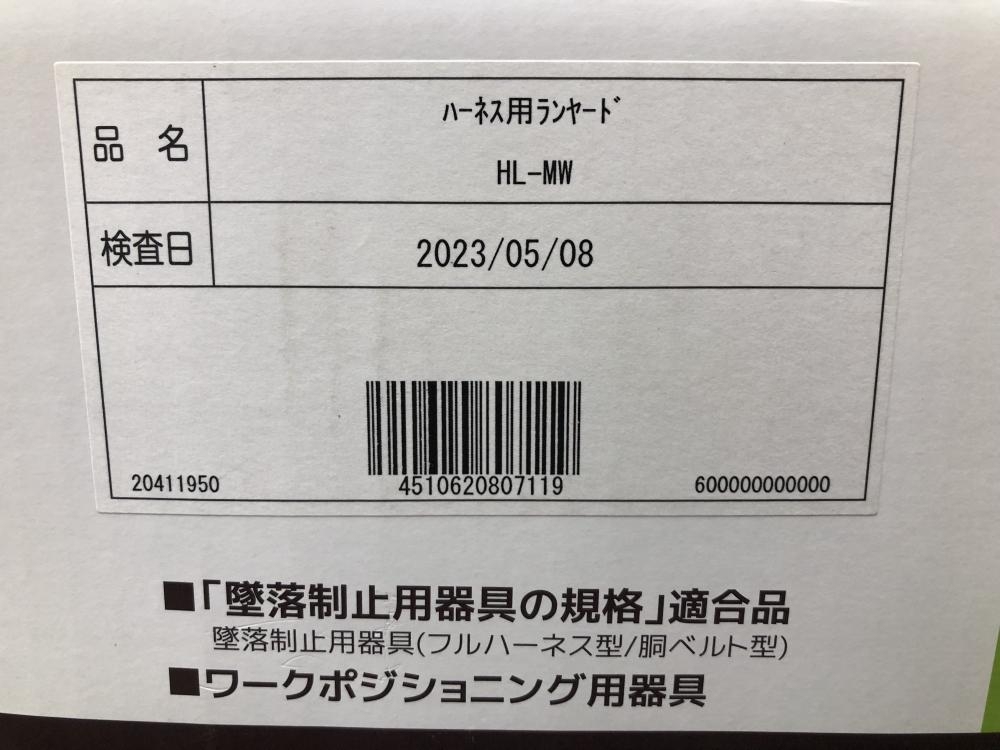 品 名
ﾊｰﾈｽ用ﾗﾝﾔｰﾄﾞ
HL-MW
検査日
2023/05/08
20411950
4510620807119
600000000000
■「墜落制止用器具の規格」適合品
墜落制止用器具(フルハーネス型/胴ベルト型)
■ワークポジショニング用器具